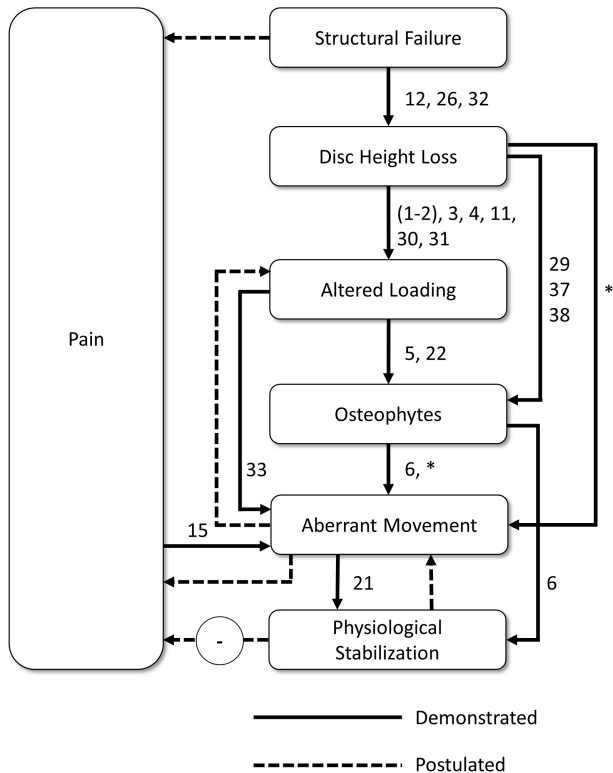 Structural Failure
12, 26, 32
Disc Height Loss
(1-2), 3, 4, 11,
30, 31
29
37
38
*
Altered Loading
Pain
5, 22
Osteophytes
33
6, *
Aberrant Movement
15
21
6
Physiological
Stabilization
-
Demonstrated
Postulated